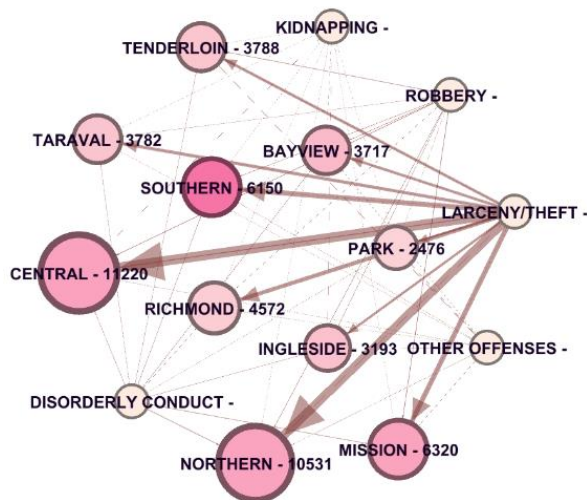 KIDNAPPING -
TENDERLOIN - 3788
ROBBERY -
TARAVAL - 3782
BAYVIEW - 3717
SOUTHERN - 6150
LARCENY/THEFT -
PARK - 2476
CENTRAL - 11220
RICHMOND - 4572
INGLESIDE - 3193
OTHER OFFENSES -
DISORDERLY CONDUCT -
MISSION - 6320
NORTHERN - 10531